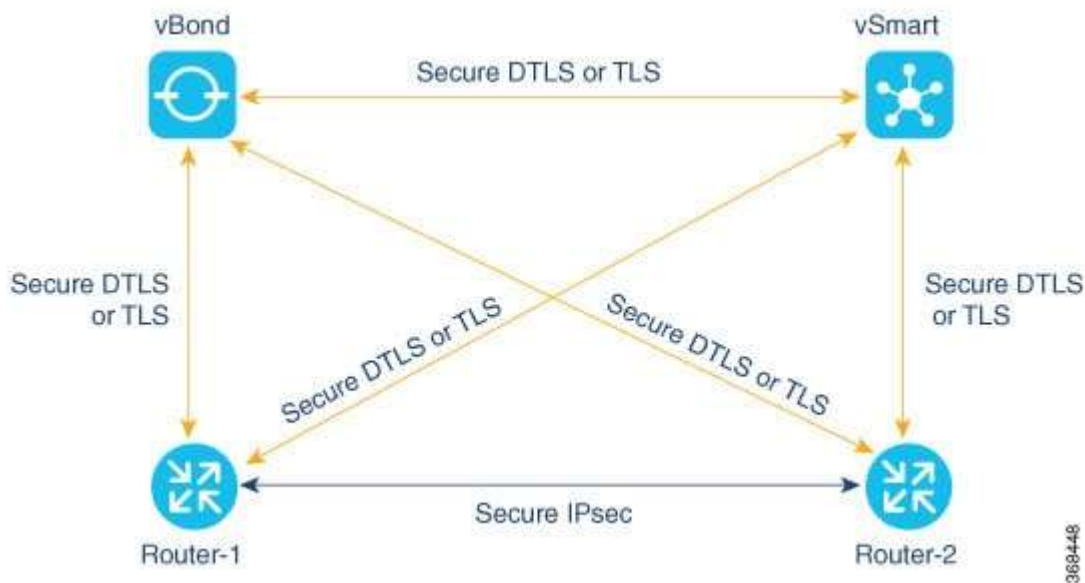 vBond
vSmart
Secure DTLS or TLS
Secure DTLS
or TLS
Secure DTLS or TLS
Secure DTLS or TLS
Secure DTLS
or TLS
Secure IPsec
Router-1
Router-2
368448